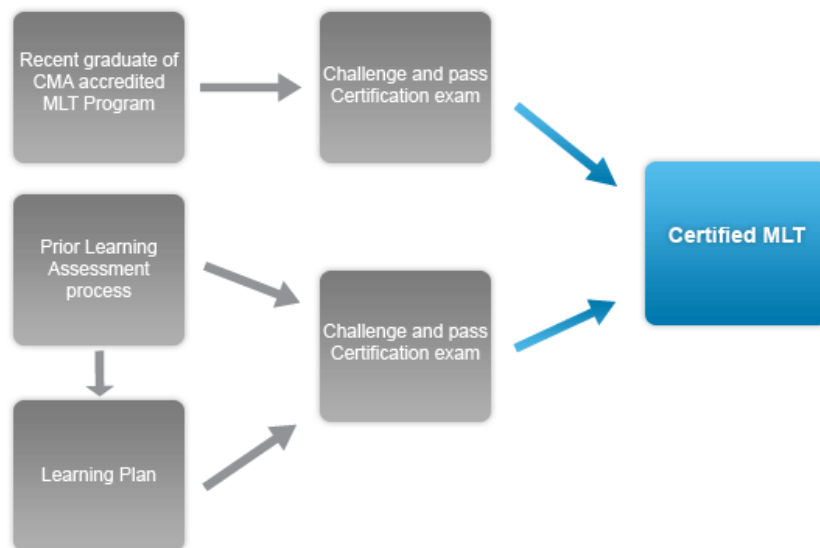 Recent graduate of
CMA accredited
MLT Program
Challenge and pass
Certification exam
Certified MLT
Prior Learning
Assessment
process
Challenge and pass
Certification exam
Learning Plan